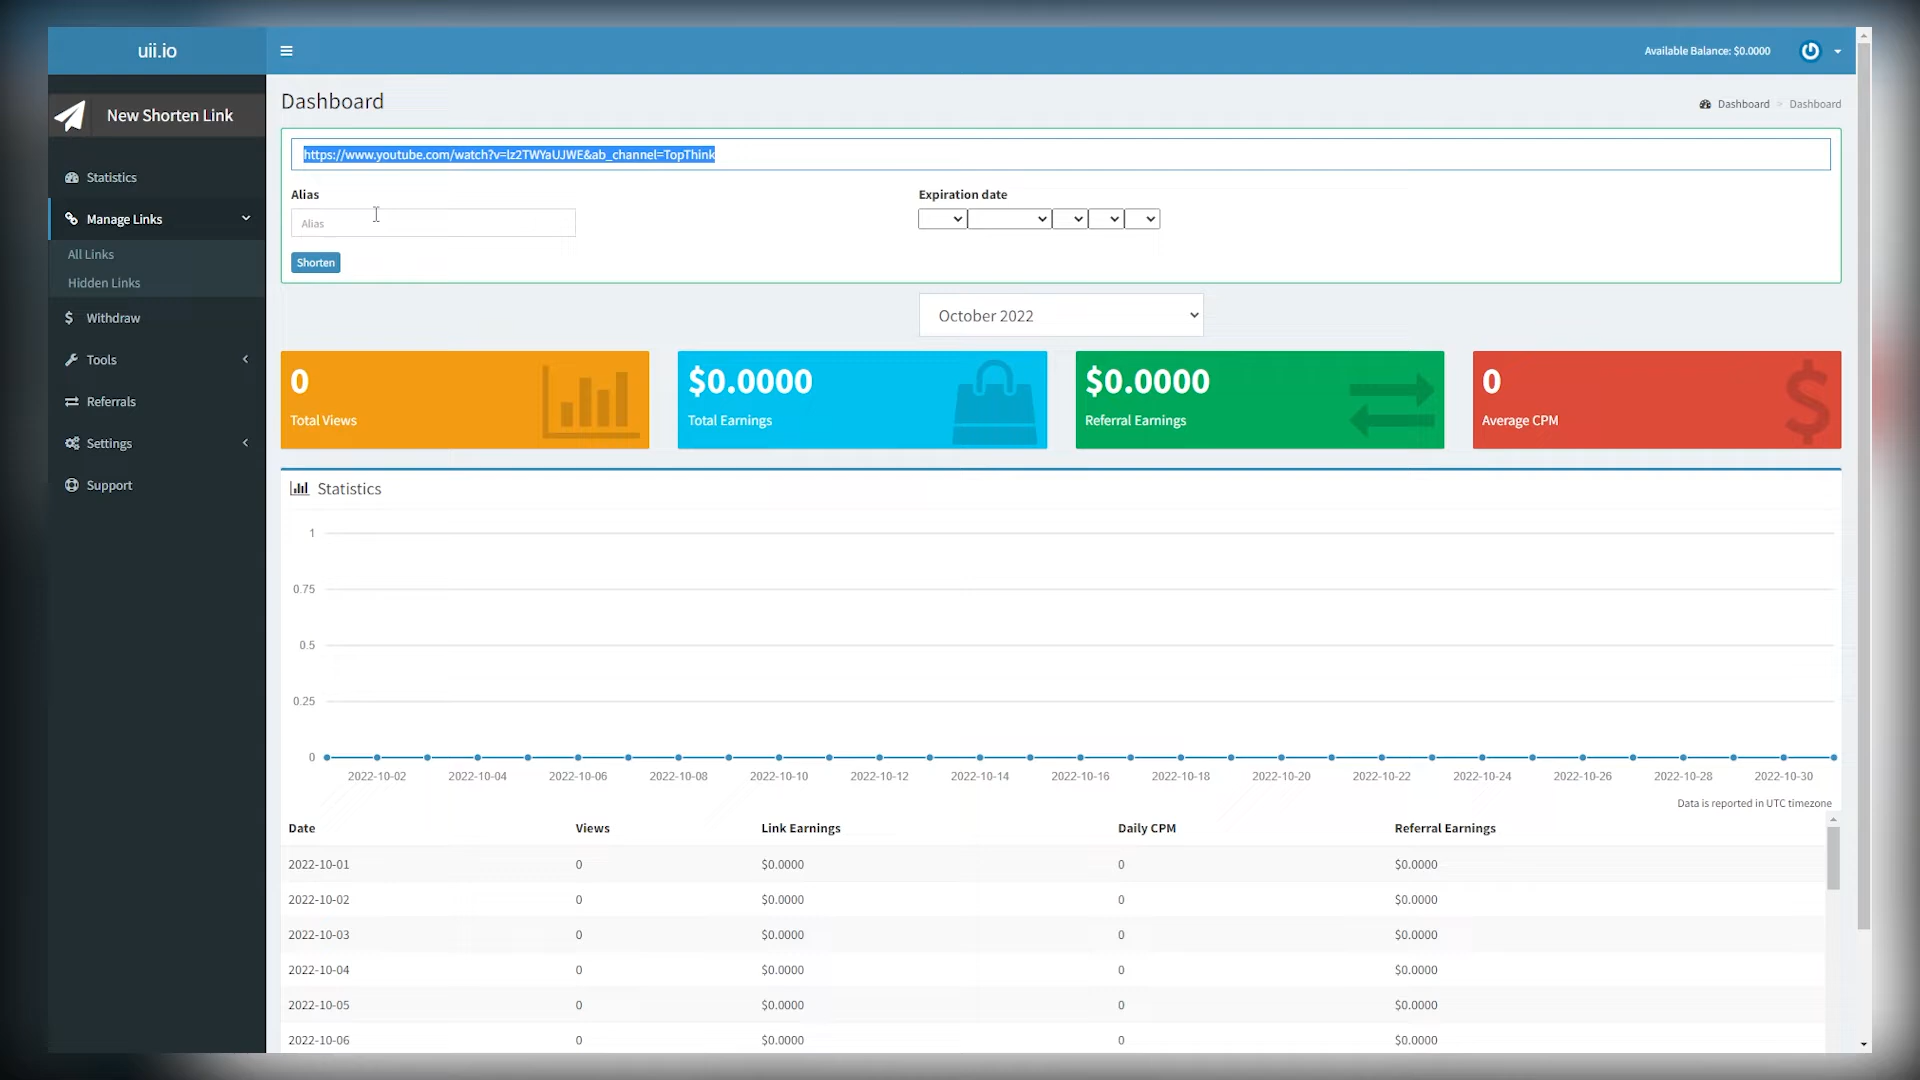 uii.io
Available Balance: $0.0000
New Shorten Link
Statistics
Manage Links
All Links
Hidden Links
Withdraw
Tools
Referrals
Settings
Support
Dashboard
Dashboard > Dashboard
https://www.youtube.com/watch?v=lz2TWYaUJWE&ab_channel=TopThink
Alias
Expiration date
Alias
Shorten
October 2022
0
Total Views
$0.0000
Total Earnings
$0.0000
Referral Earnings
0
Average CPM
$
Statistics
1
0.75
0.5
0.25
0
2022-10-02 2022-10-04 2022-10-06 2022-10-08 2022-10-10 2022-10-12 2022-10-14 2022-10-16 2022-10-18 2022-10-20 2022-10-22 2022-10-24 2022-10-26 2022-10-28 2022-10-30
Data is reported in UTC timezone
Date Views Link Earnings Daily CPM Referral Earnings
2022-10-01 0 $0.0000 0 $0.0000
2022-10-02 0 $0.0000 0 $0.0000
2022-10-03 0 $0.0000 0 $0.0000
2022-10-04 0 $0.0000 0 $0.0000
2022-10-05 0 $0.0000 0 $0.0000
2022-10-06 0 $0.0000 0 $0.0000